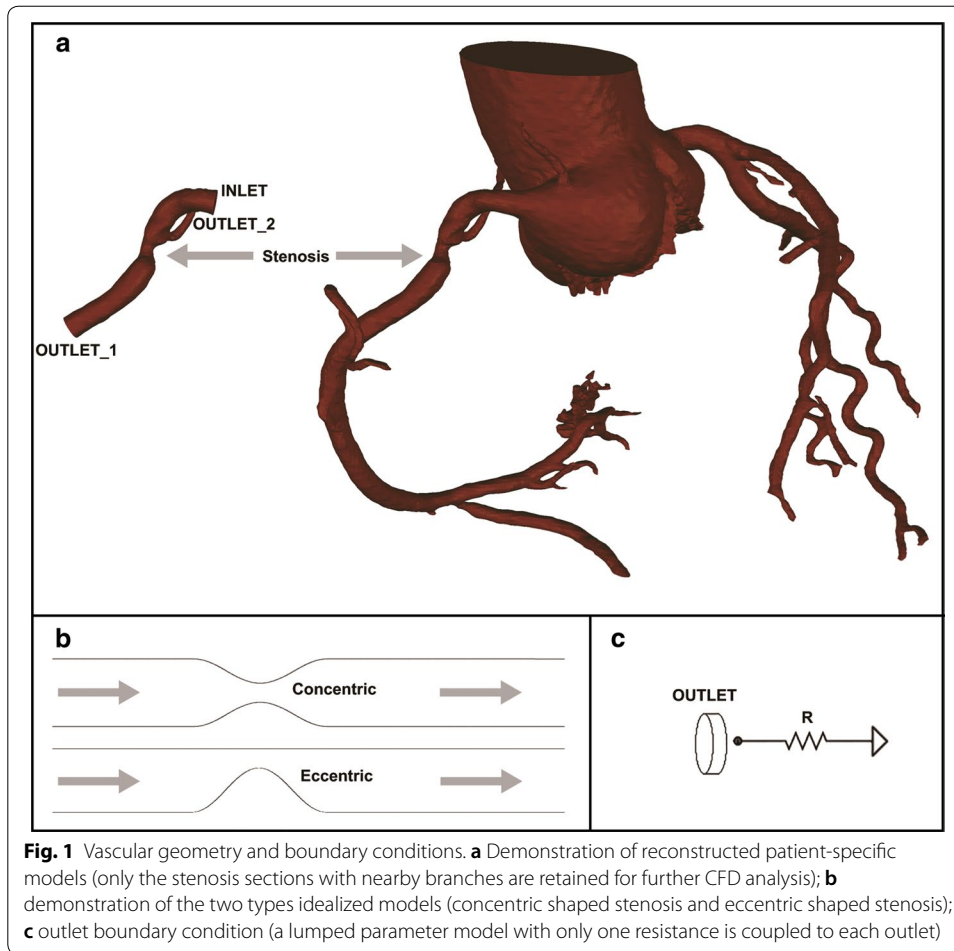 a
INLET
OUTLET_2
Stenosis
OUTLET_1
b
Concentric
Eccentric
c
OUTLET
R
Fig. 1 Vascular geometry and boundary conditions. a Demonstration of reconstructed patient-specific
models (only the stenosis sections with nearby branches are retained for further CFD analysis); b
demonstration of the two types idealized models (concentric shaped stenosis and eccentric shaped stenosis);
c outlet boundary condition (a lumped parameter model with only one resistance is coupled to each outlet)